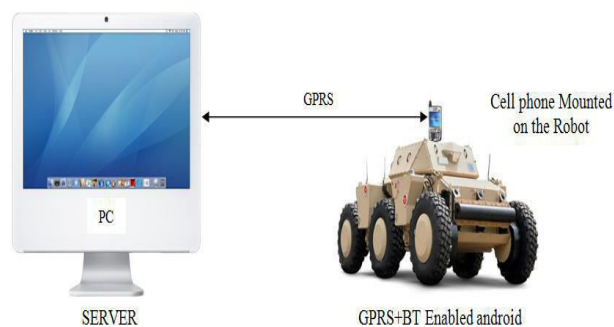 GPRS
Cell phone Mounted
on the Robot
PC
SERVER
GPRS+BT Enabled android